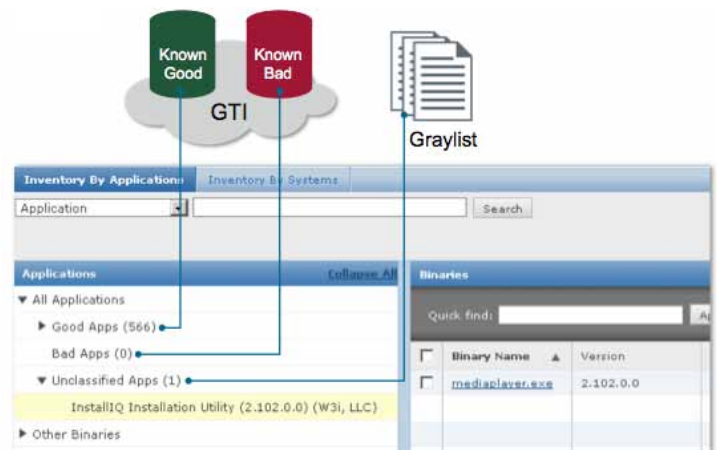 Known
Good
Known
Bad
GTI
Graylist
Inventory By Applications
Inventory By Systems
Application
Search
Applications
Collapse All
Binaries
▼ All Applications
▶ Good Apps (566)
Bad Apps (0)
▼ Unclassified Apps (1)
InstallIQ Installation Utility (2.102.0.0) (W3i, LLC)
▶ Other Binaries
Quick find:
Binary Name ▲
Version
mediaplayer.exe
2.102.0.0